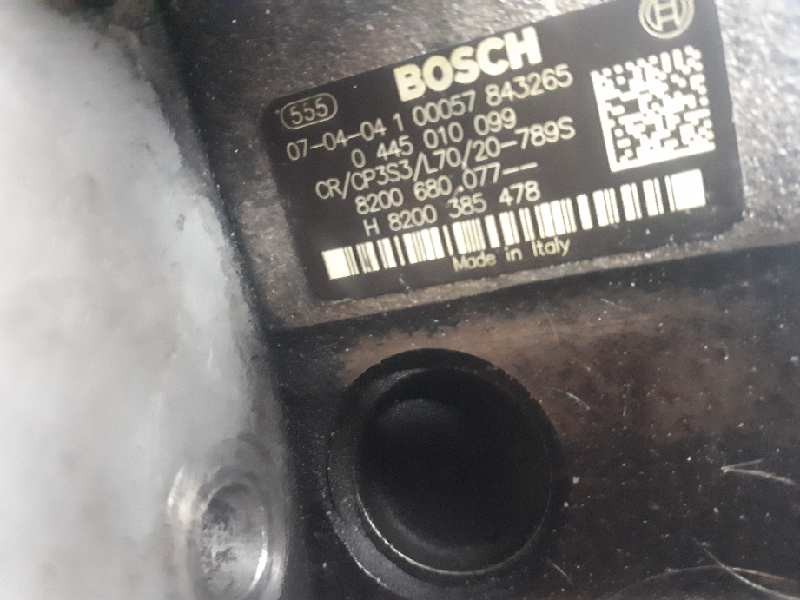 BOSCH
555
07-04-04 1 00057 843265
0 445 010 099
CR/CP3S3/L70/20-789S
8200 680.077--
H 8200 385 478
Made in Italy